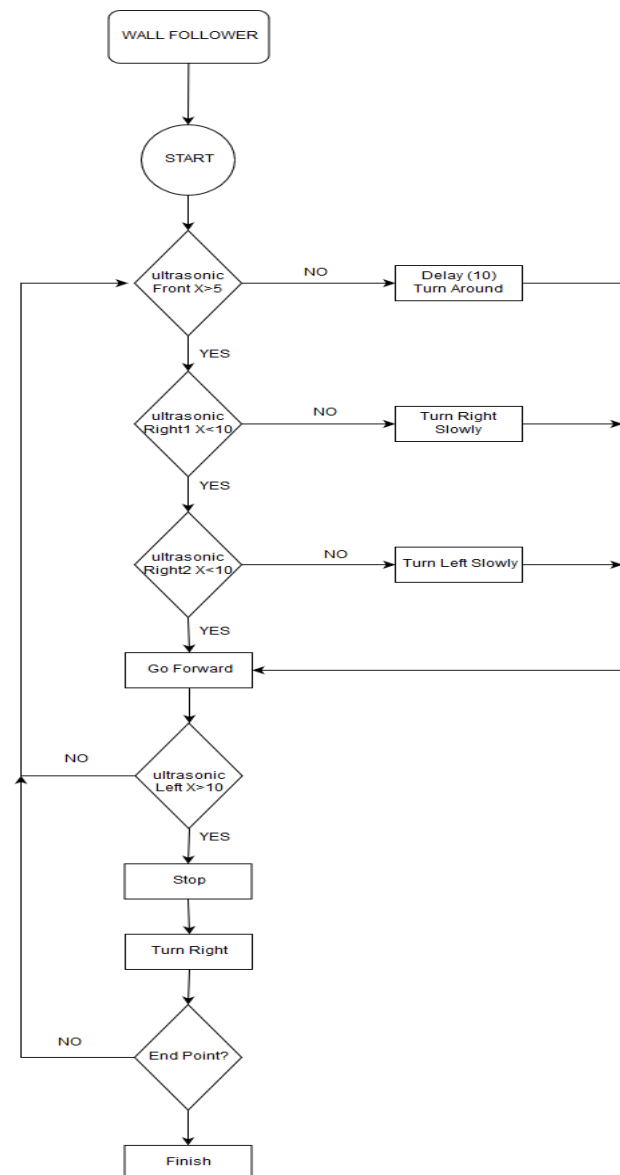 WALL FOLLOWER
START
ultrasonic
Front X>5
NO
Delay (10)
Turn Around
YES
ultrasonic
Right1 X<10
NO
Turn Right
Slowly
YES
ultrasonic
Right2 X<10
NO
Turn Left Slowly
YES
Go Forward
ultrasonic
Left X>10
NO
YES
Stop
Turn Right
End Point?
NO
Finish